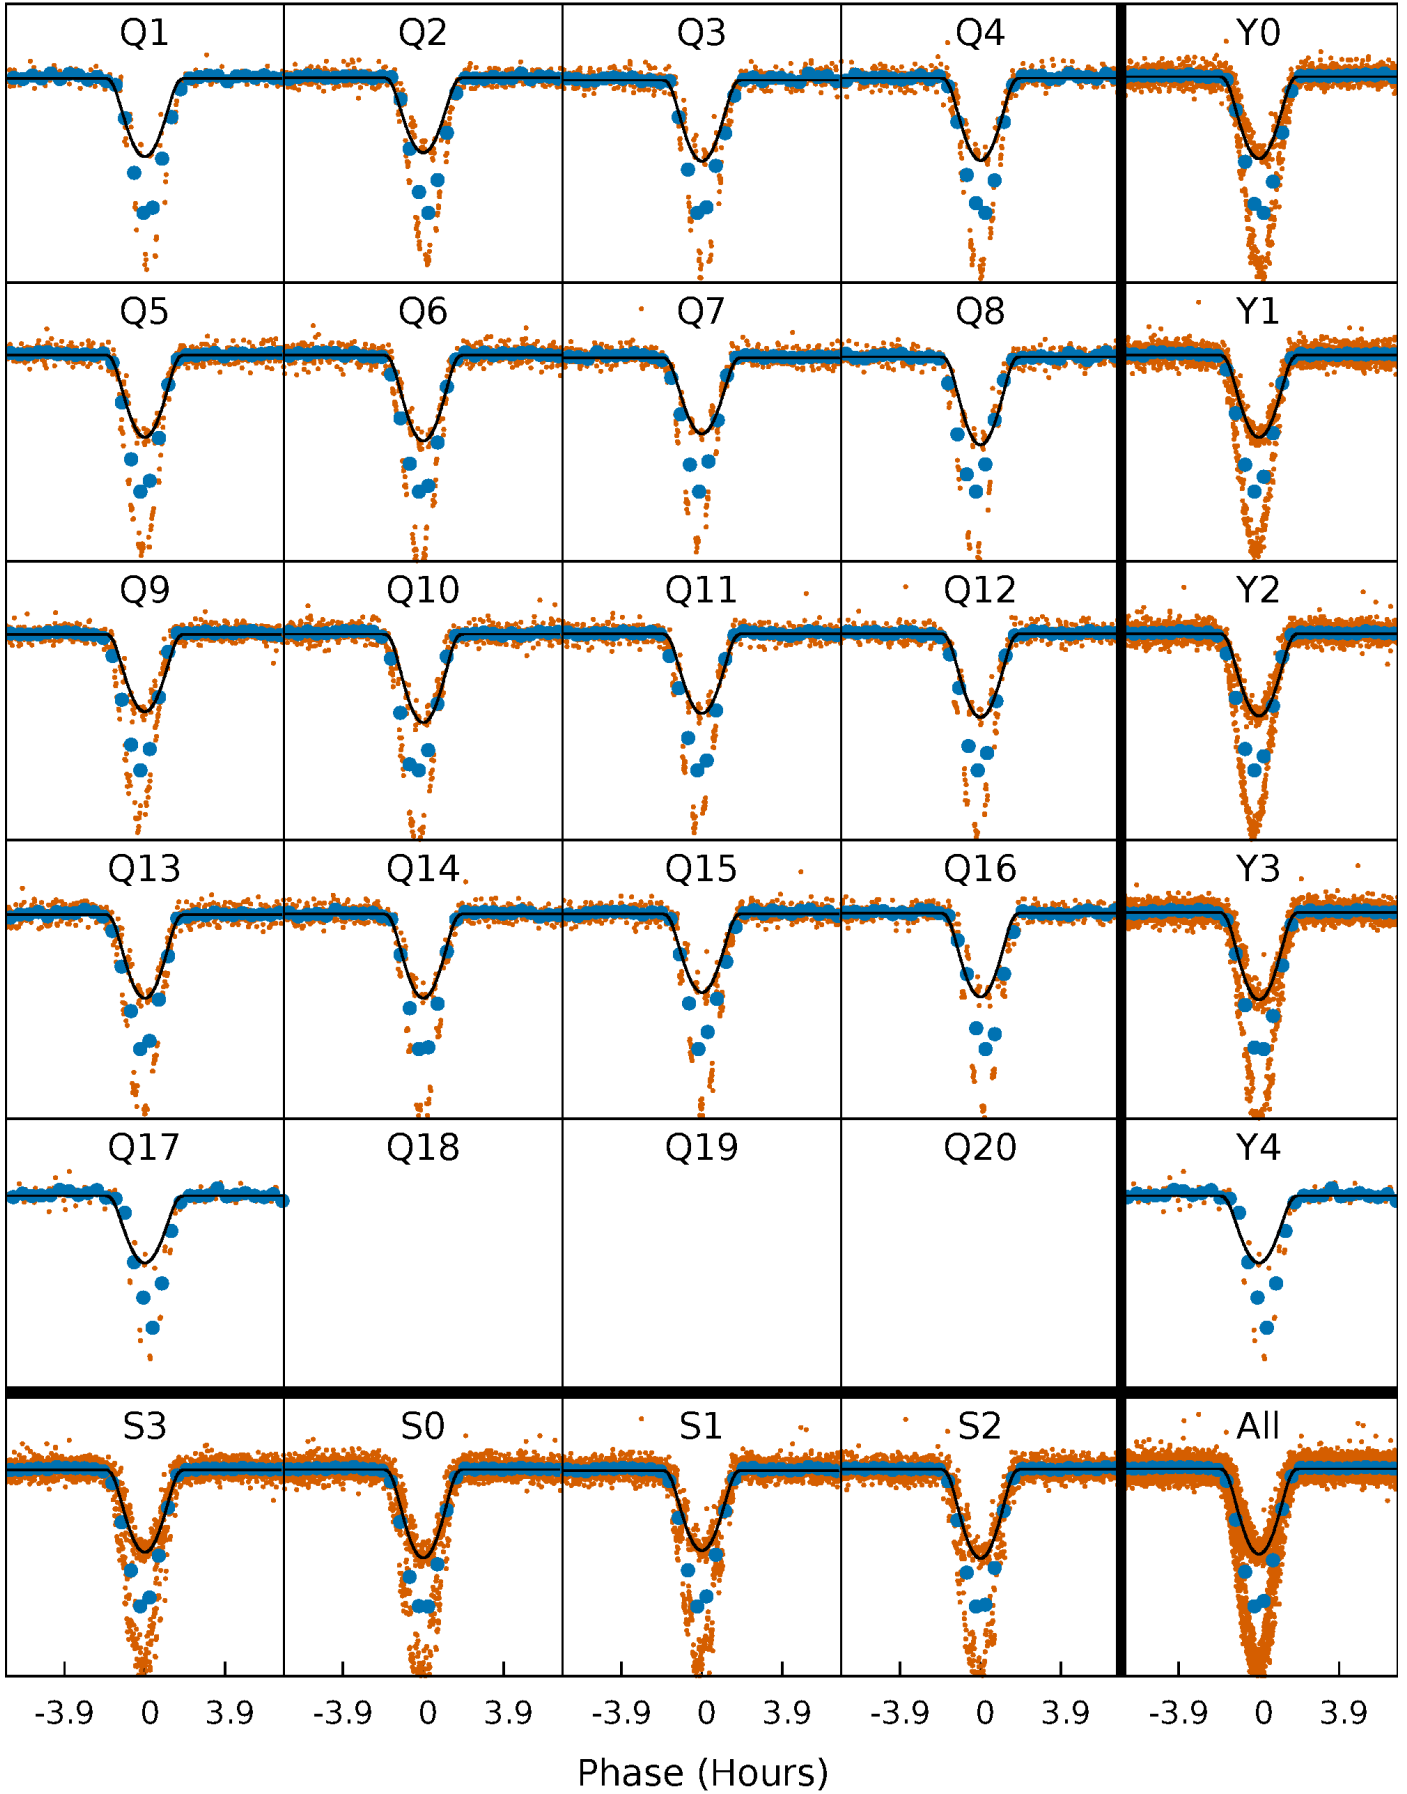 Q1 Q2 Q3 Q4 Y0
Q5 Q6 Q7 Q8 Y1
Q9 Q10 Q11 Q12 Y2
Q13 Q14 Q15 Q16 Y3
Q17 Q18 Q19 Q20 Y4
S3 S0 S1 S2 All
-3.9 0 3.9 -3.9 0 3.9 -3.9 0 3.9 -3.9 0 3.9 -3.9 0 3.9
Phase (Hours)